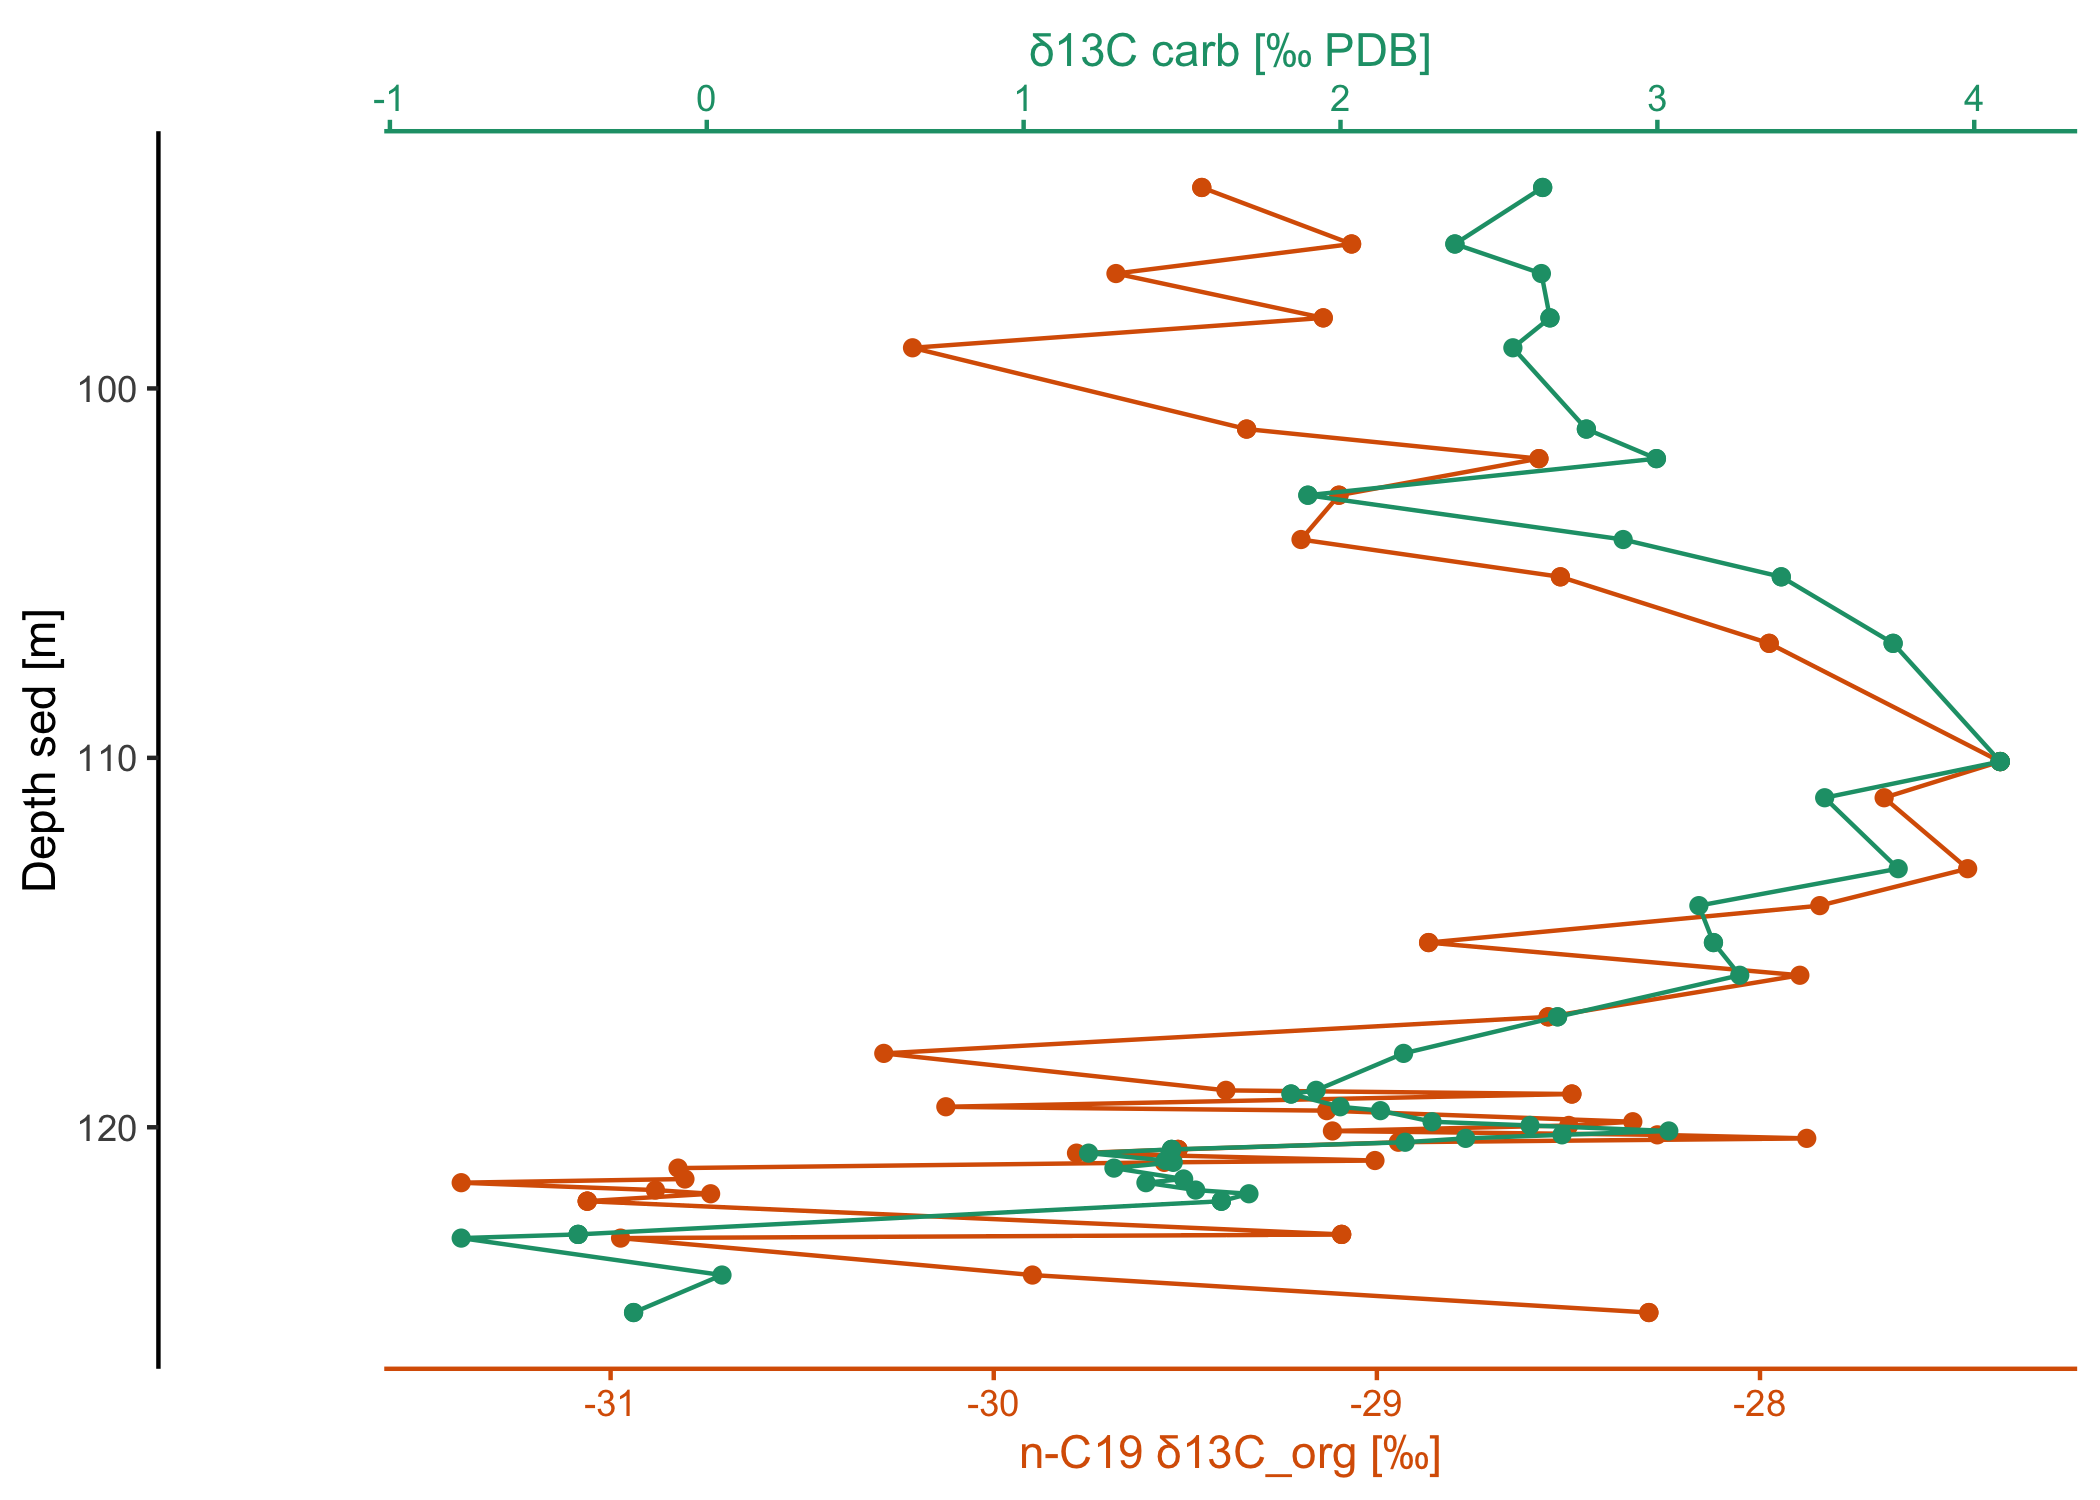 δ13C carb [‰ PDB]
-1 0 1 2 3 4
100
110
120
Depth sed [m]
-31 -30 -29 -28
n-C19 δ13C_org [‰]